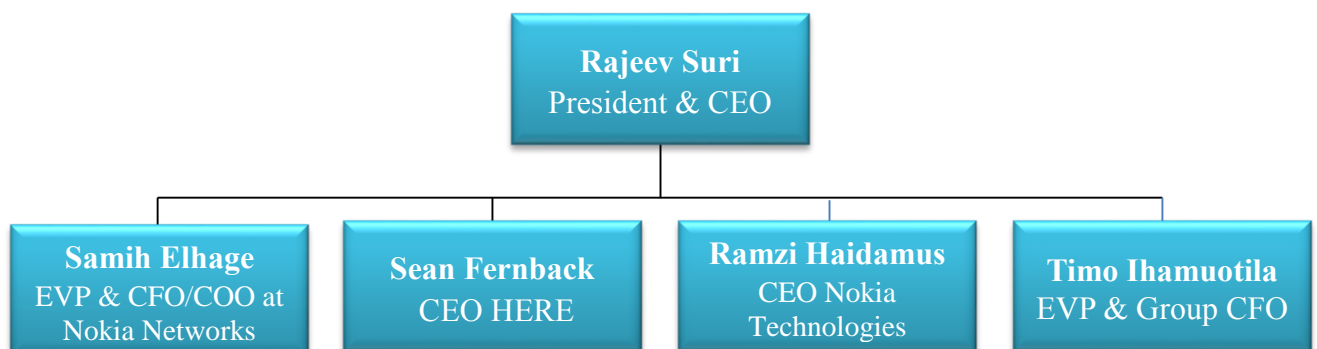 Rajeev Suri
President & CEO
Samih Elhage
EVP & CFO/COO at
Nokia Networks
Sean Fernback
CEO HERE
Ramzi Haidamus
CEO Nokia
Technologies
Timo Ihamuotila
EVP & Group CFO